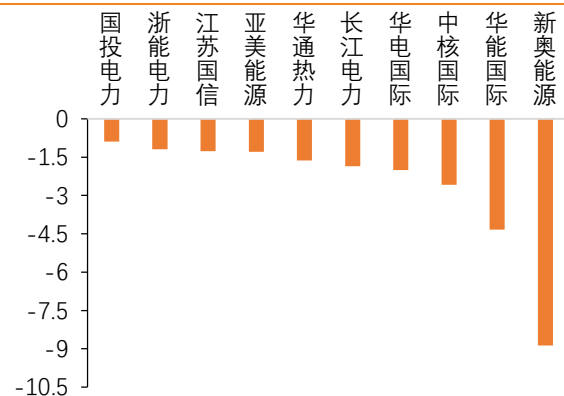 国投电力
浙能电力
江苏国信
亚美能源
华通热力
长江电力
华电国际
中核国际
华能国际
新奥能源
0
-1.5
-3
-4.5
-6
-7.5
-9
-10.5